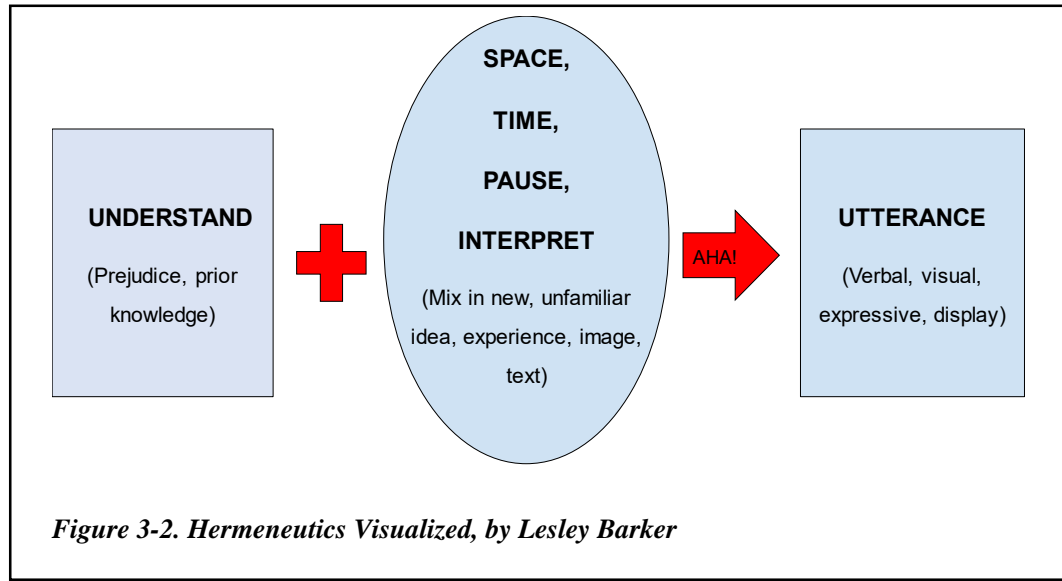 UNDERSTAND
(Prejudice, prior
knowledge)
SPACE,
TIME,
PAUSE,
INTERPRET
(Mix in new, unfamiliar
idea, experience, image,
text)
AHA!
UTTERANCE
(Verbal, visual,
expressive, display)
Figure 3-2. Hermeneutics Visualized, by Lesley Barker